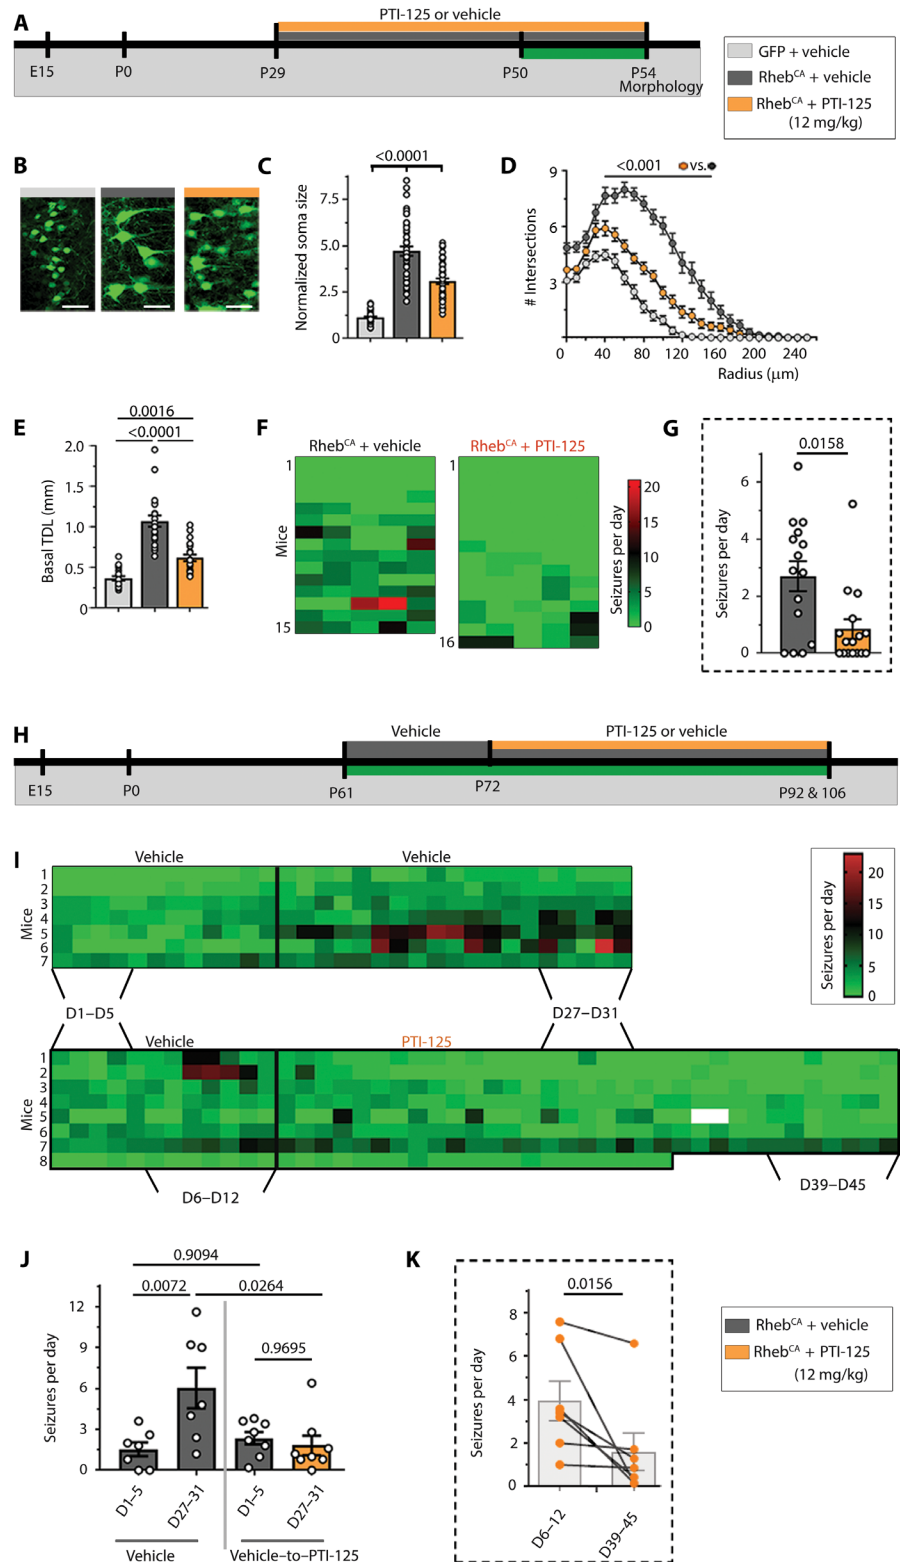 A
PTI-125 or vehicle
E15
P0
P29
P50
P54
Morphology
GFP + vehicle
Rheb^CA + vehicle
Rheb^CA + PTI-125
(12 mg/kg)
B
C
<0.0001
Normalized soma size
7.5
5.0
2.5
0
D
<0.001
vs.
# Intersections
9
6
3
0 40 80 120 160 200 240
Radius (μm)
E
0.0016
<0.0001
Basal TDL (mm)
2.0
1.5
1.0
0.5
0
F
Rheb^CA + vehicle
Rheb^CA + PTI-125
Mice
1
15
1
16
Seizures per day
20
15
10
5
0
G
0.0158
Seizures per day
6
4
2
0
H
Vehicle
PTI-125 or vehicle
E15
P0
P61
P72
P92 & 106
I
Vehicle
Vehicle
Mice
1
2
3
4
5
6
7
Seizures per day
20
15
10
5
0
D1–D5
D27–D31
Vehicle
PTI-125
Mice
1
2
3
4
5
6
7
8
D6–D12
D39–D45
J
0.9094
0.0072
0.0264
0.9695
Seizures per day
12
9
6
3
0
D1–5
D27–31
D1–5
D27–31
Vehicle
Vehicle–to–PTI-125
K
0.0156
Seizures per day
8
6
4
2
0
D6–12
D39–45
Rheb^CA + vehicle
Rheb^CA + PTI-125
(12 mg/kg)